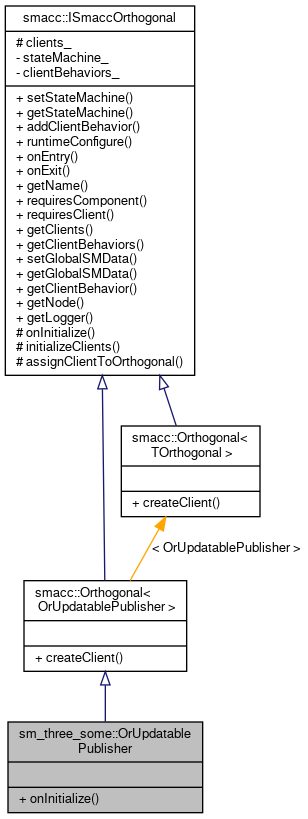 smacc::ISmaccOrthogonal
# clients_
- stateMachine_
- clientBehaviors_
+ setStateMachine()
+ getStateMachine()
+ addClientBehavior()
+ runtimeConfigure()
+ onEntry()
+ onExit()
+ getName()
+ requiresComponent()
+ requiresClient()
+ getClients()
+ getClientBehaviors()
+ setGlobalSMData()
+ getGlobalSMData()
+ getClientBehavior()
+ getNode()
+ getLogger()
# onInitialize()
# initializeClients()
# assignClientToOrthogonal()
smacc::Orthogonal<
TOrthogonal >
+ createClient()
< OrUpdatablePublisher >
smacc::Orthogonal<
OrUpdatablePublisher >
+ createClient()
sm_three_some::OrUpdatable
Publisher
+ onInitialize()